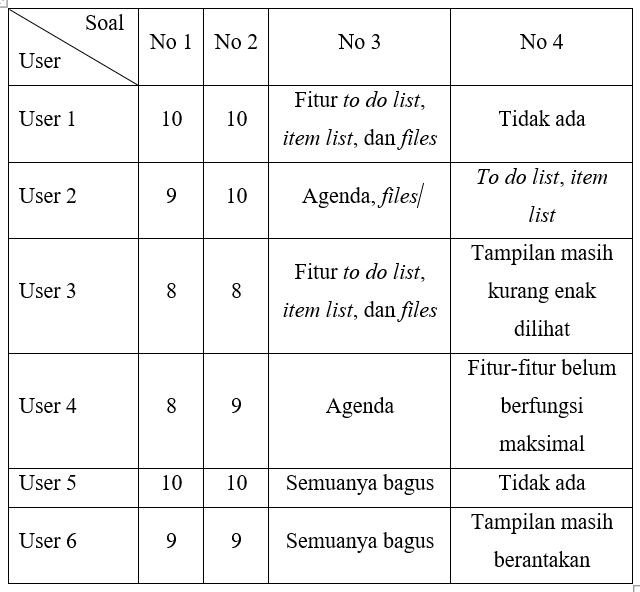 Soal
User
No 1
No 2
No 3
No 4
User 1
10
10
Fitur to do list,
item list, dan files
Tidak ada
User 2
9
10
Agenda, files
To do list, item
list
User 3
8
8
Fitur to do list,
item list, dan files
Tampilan masih
kurang enak
dilihat
User 4
8
9
Agenda
Fitur-fitur belum
berfungsi
maksimal
User 5
10
10
Semuanya bagus
Tidak ada
User 6
9
9
Semuanya bagus
Tampilan masih
berantakan